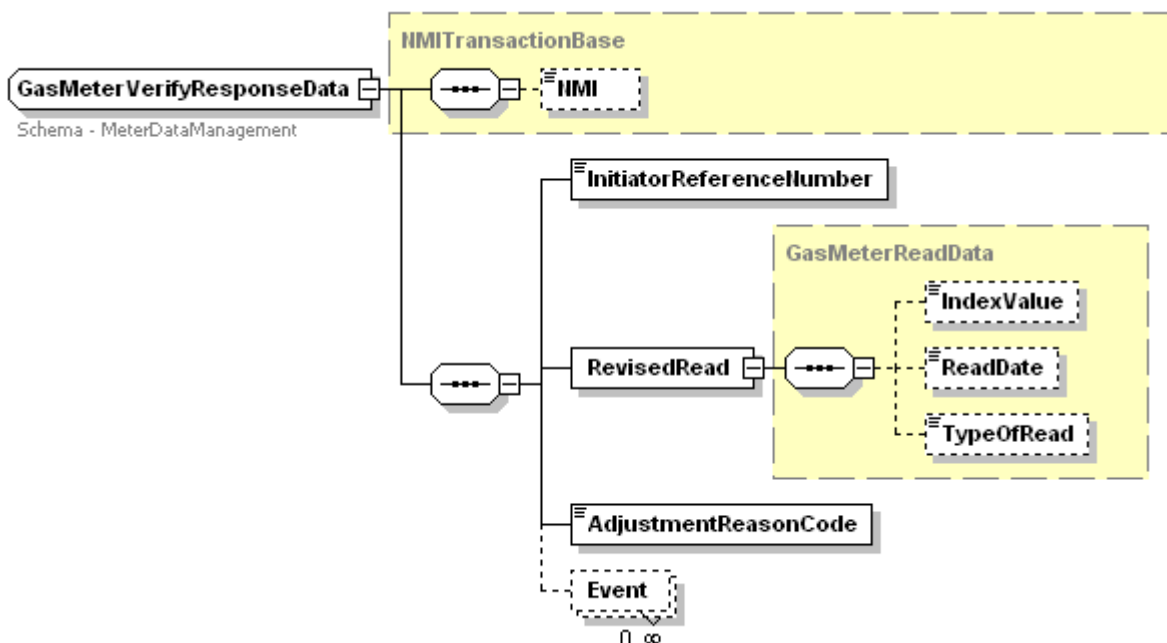 NMITransactionBase
GasMeterVerifyResponseData
NMI
Schema - MeterDataManagement
InitiatorReferenceNumber
GasMeterReadData
IndexValue
RevisedRead
ReadDate
TypeOfRead
AdjustmentReasonCode
Event
0..∞